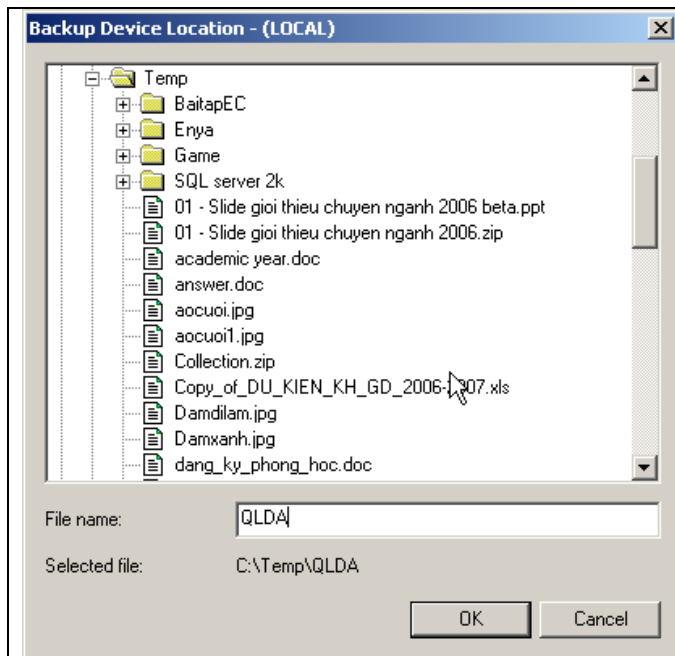 Backup Device Location - (LOCAL)
Temp
BaitapEC
Enya
Game
SQL server 2k
01 - Slide gioi thieu chuyen nganh 2006 beta.ppt
01 - Slide gioi thieu chuyen nganh 2006.zip
academic year.doc
answer.doc
aocuoi.jpg
aocuoi1.jpg
Collection.zip
Copy_of_DU_KIEN_KH_GD_2006-2007.xls
Damdilam.jpg
Damxanh.jpg
dang_ky_phong_hoc.doc
File name: QLDA
Selected file: C:\Temp\QLDA
OK Cancel